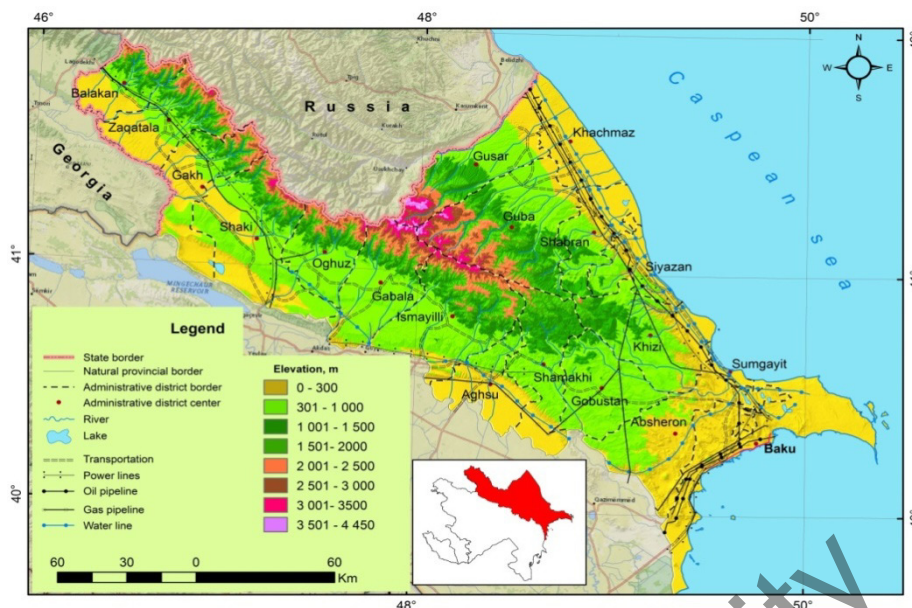 46°
48°
50°
N
W E
S
Russia
Georgia
Caspean sea
Balakan
Zaqatala
Gakh
Shaki
Oghuz
Gabala
Ismayilli
Aghsu
Gusar
Khachmaz
Guba
Shabran
Siyazan
Khizi
Sumgayit
Shamakhi
Gobustan
Absheron
Baku
MINGECHAUR
RESERVOIR
41°
40°
Legend
State border
Natural provincial border
Administrative district border
Administrative district center
River
Lake
Transportation
Power lines
Oil pipeline
Gas pipeline
Water line
Elevation, m
0 - 300
301 - 1 000
1 001 - 1 500
1 501- 2000
2 001 - 2 500
2 501 - 3 000
3 001- 3500
3 501 - 4 450
60 30 0 60
Km
48°
50°